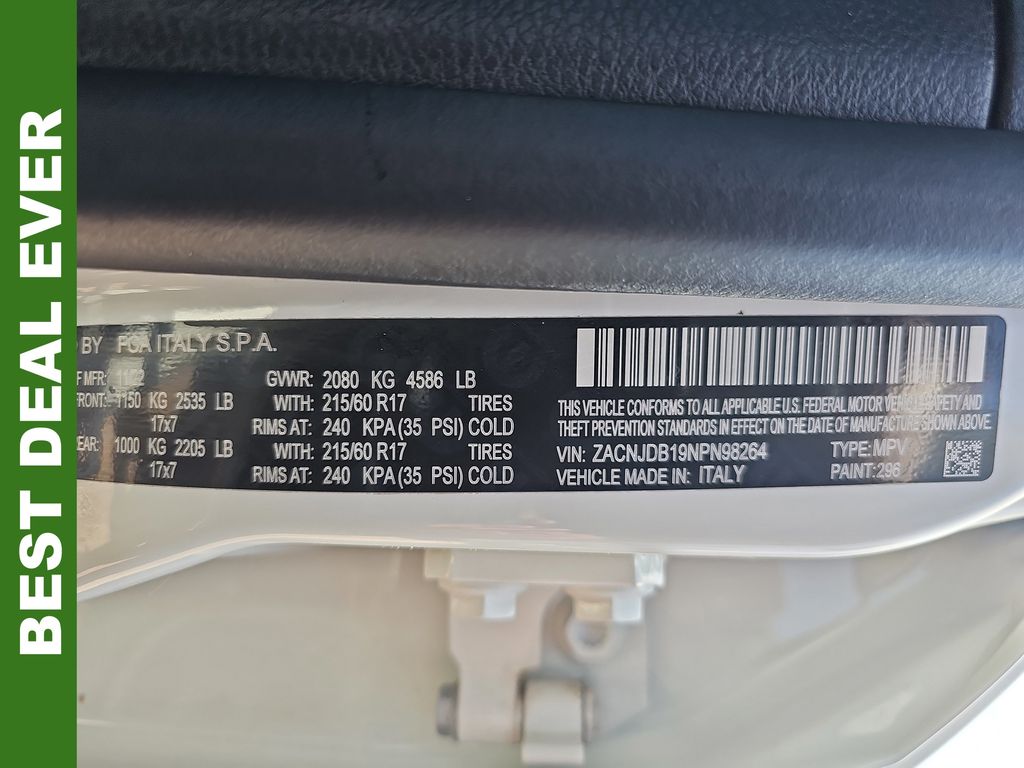 BEST DEAL EVER
BY FCA ITALY S.P.A.
F MFR:
FRONT: 1150 KG 2535 LB
17x7
EAR: 1000 KG 2205 LB
17x7
GVWR: 2080 KG 4586 LB
WITH: 215/60 R17 TIRES
RIMS AT: 240 KPA (35 PSI) COLD
WITH: 215/60 R17 TIRES
RIMS AT: 240 KPA (35 PSI) COLD
THIS VEHICLE CONFORMS TO ALL APPLICABLE U.S. FEDERAL MOTOR VEHICLE SAFETY AND
THEFT PREVENTION STANDARDS IN EFFECT ON THE DATE OF MANUFACTURE SHOWN ABOVE.
VIN: ZACNJDB19NPN98264 TYPE: MPV
VEHICLE MADE IN: ITALY PAINT: 296